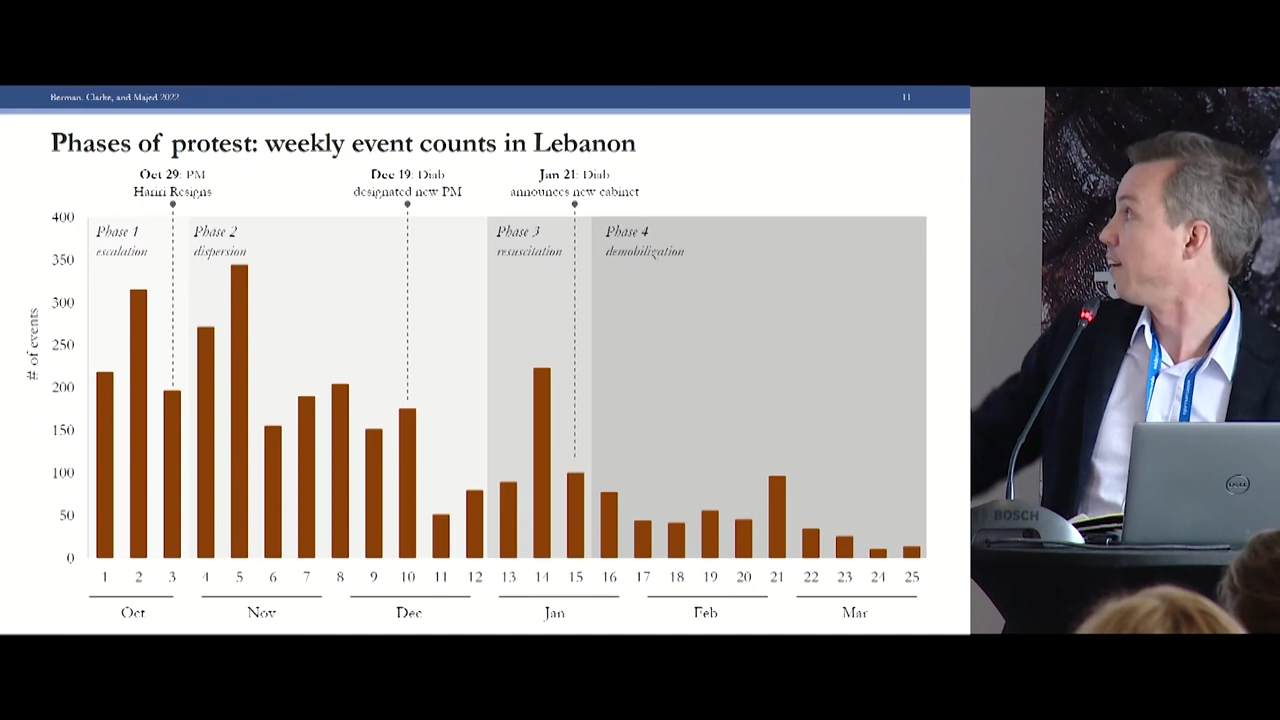 Berman, Clarke, and Majed 2022
11
Phases of protest: weekly event counts in Lebanon
Oct 29: PM
Hariri Resigns
Dec 19: Diab
designated new PM
Jan 21: Diab
announces new cabinet
# of events
400
350
300
250
200
150
100
50
0
Phase 1
escalation
Phase 2
dispersion
Phase 3
resuscitation
Phase 4
demobilization
1 2 3 4 5 6 7 8 9 10 11 12 13 14 15 16 17 18 19 20 21 22 23 24 25
Oct Nov Dec Jan Feb Mar
BOSCH
DELL